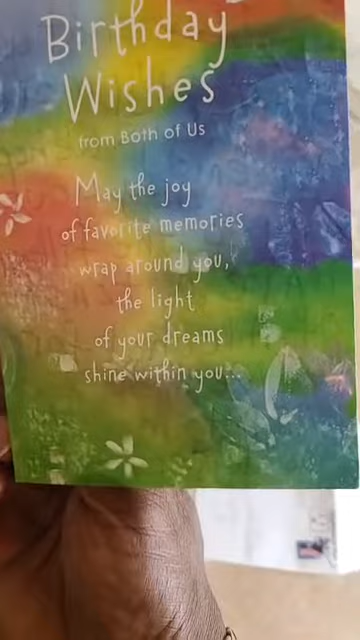 Birthday
Wishes
from Both of Us
May the joy
of favorite memories
wrap around you,
the light
of your dreams
shine within you...